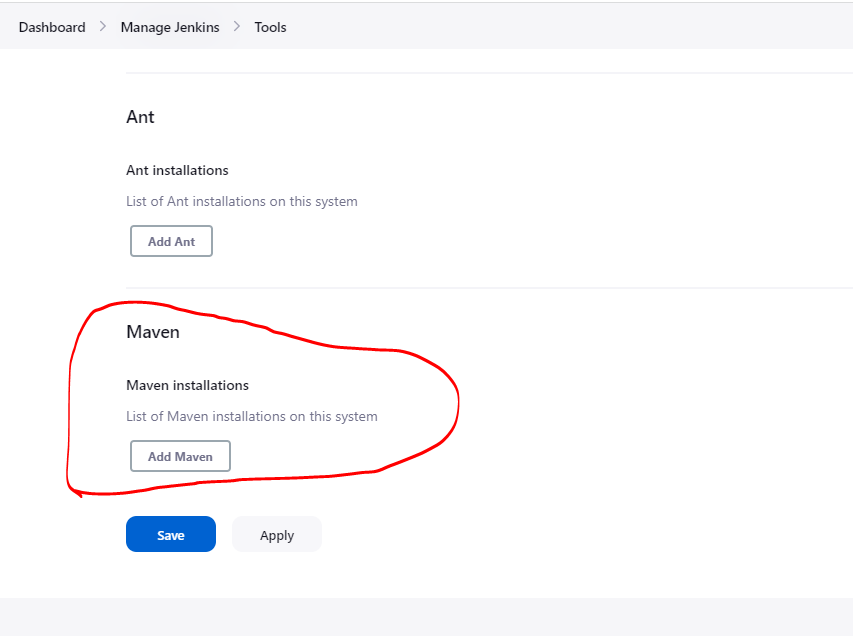 Dashboard > Manage Jenkins > Tools
Ant
Ant installations
List of Ant installations on this system
Add Ant
Maven
Maven installations
List of Maven installations on this system
Add Maven
Save Apply